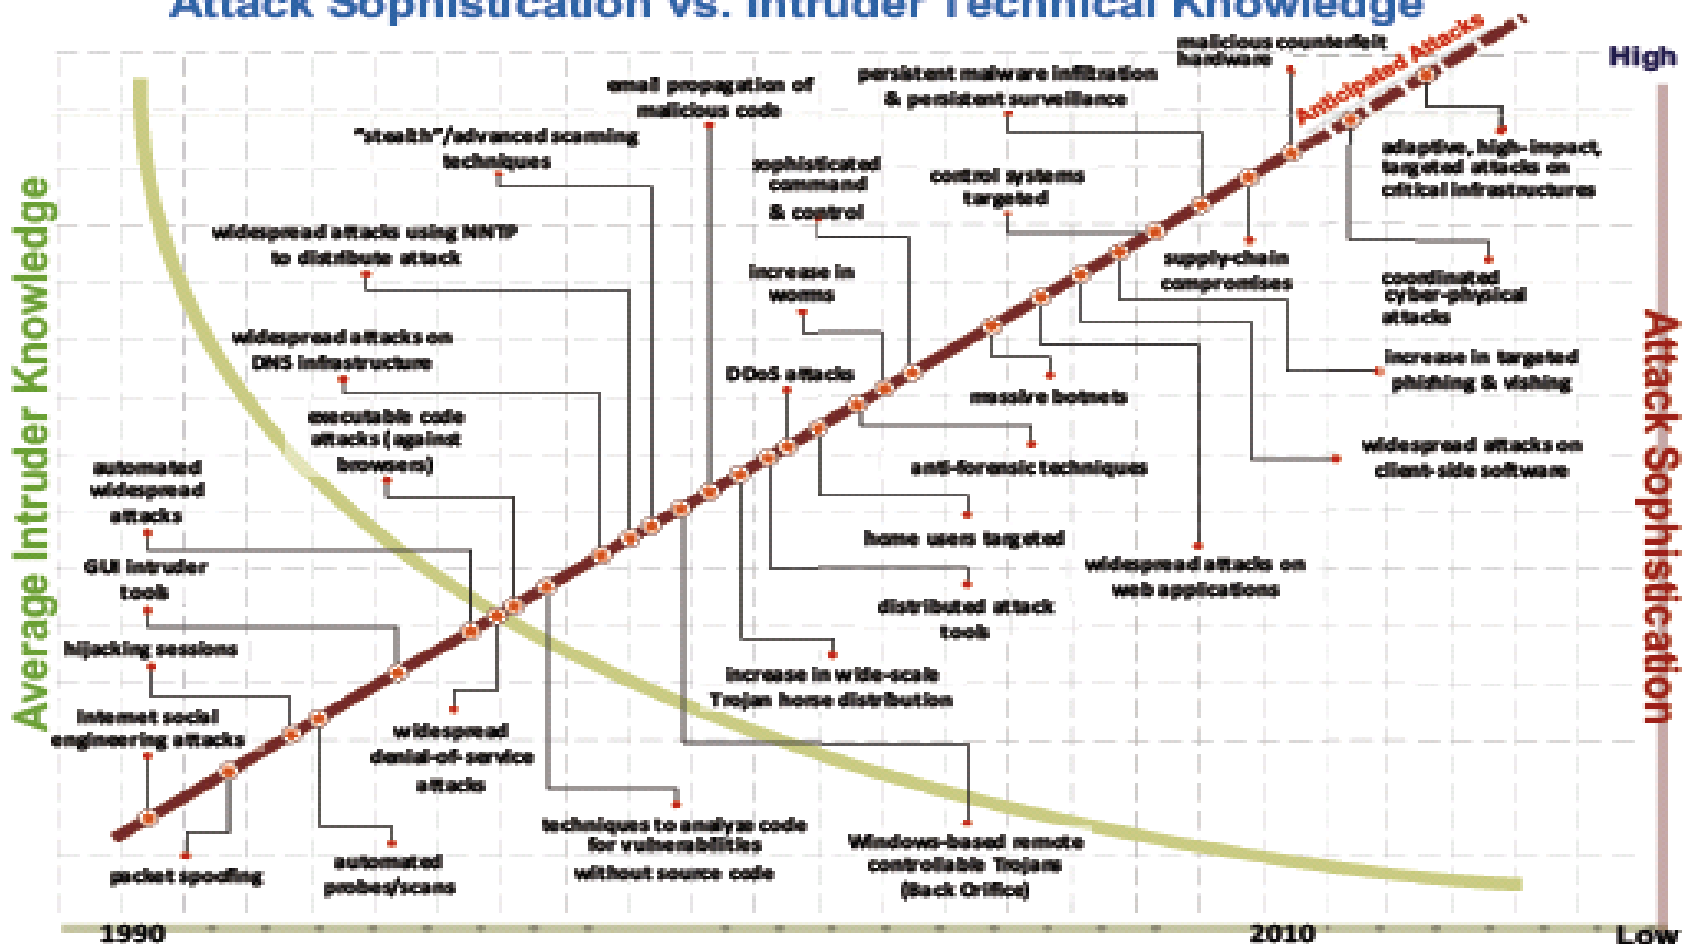 Attack Sophistication vs. Intruder Technical Knowledge
High
malicious counterfeit
hardware
Anticipated Attacks
persistent malware infiltration
& persistent surveillance
email propagation of
malicious code
"stealth"/advanced scanning
techniques
adaptive, high-impact,
targeted attacks on
critical infrastructures
sophisticated
command
& control
control systems
targeted
widespread attacks using NNTP
to distribute attack
supply-chain
compromises
increase in
worms
coordinated
cyber-physical
attacks
widespread attacks on
DNS infrastructure
DDoS attacks
increase in targeted
phishing & vishing
massive botnets
executable code
attacks (against
browsers)
widespread attacks on
client-side software
anti-forensic techniques
automated
widespread
attacks
home users targeted
GUI intruder
tools
widespread attacks on
web applications
distributed attack
tools
hijacking sessions
increase in wide-scale
Trojan horse distribution
Internet social
engineering attacks
widespread
denial-of-service
attacks
techniques to analyze code
for vulnerabilities
without source code
Windows-based remote
controllable Trojans
(Back Orifice)
automated
probes/scans
packet spoofing
Average Intruder Knowledge
Attack Sophistication
1990
2010
Low